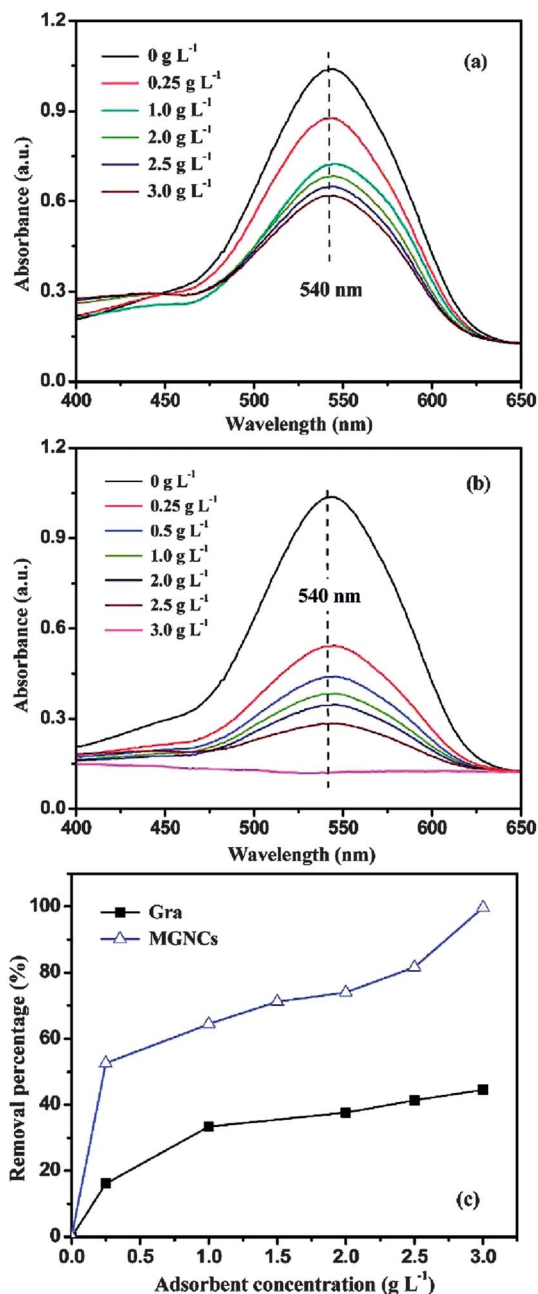 (a)
0 g L⁻¹
0.25 g L⁻¹
1.0 g L⁻¹
2.0 g L⁻¹
2.5 g L⁻¹
3.0 g L⁻¹
540 nm
Absorbance (a.u.)
1.2
0.9
0.6
0.3
0.0
400 450 500 550 600 650
Wavelength (nm)
(b)
0 g L⁻¹
0.25 g L⁻¹
0.5 g L⁻¹
1.0 g L⁻¹
2.0 g L⁻¹
2.5 g L⁻¹
3.0 g L⁻¹
540 nm
Absorbance (a.u.)
1.2
0.9
0.6
0.3
0.0
400 450 500 550 600 650
Wavelength (nm)
Gra
MGNCs
(c)
Removal percentage (%)
100
80
60
40
20
0
0.0 0.5 1.0 1.5 2.0 2.5 3.0
Adsorbent concentration (g L⁻¹)